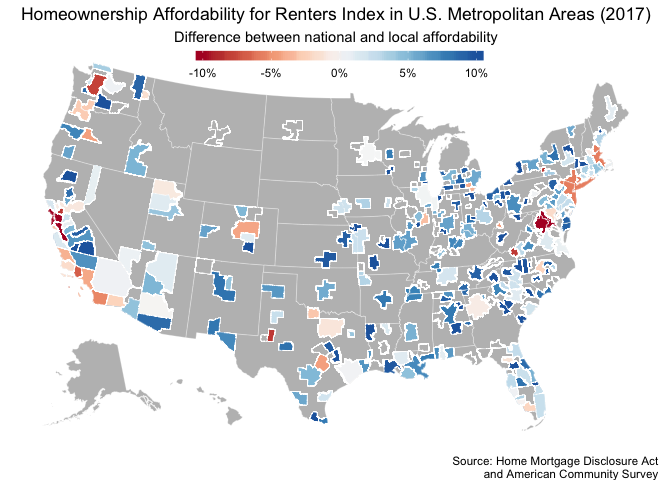 Homeownership Affordability for Renters Index in U.S. Metropolitan Areas (2017)
Difference between national and local affordability
-10% -5% 0% 5% 10%
Source: Home Mortgage Disclosure Act
and American Community Survey